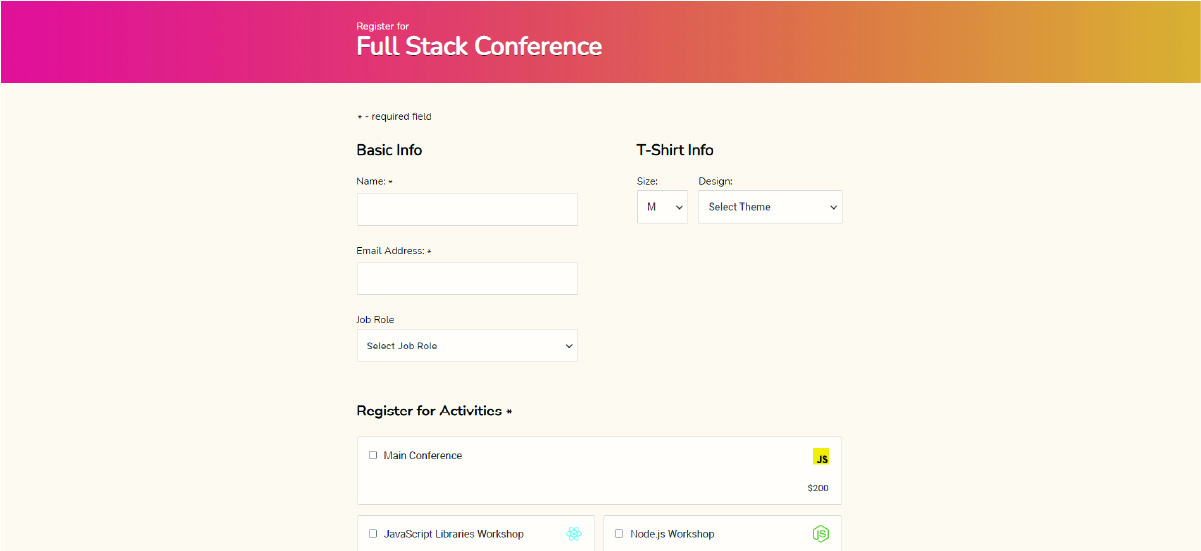 Register for
Full Stack Conference
* - required field
Basic Info
Name: *
Email Address: *
Job Role
Select Job Role
T-Shirt Info
Size:
M
Design:
Select Theme
Register for Activities *
Main Conference
JS
$200
JavaScript Libraries Workshop
Node.js Workshop
JS